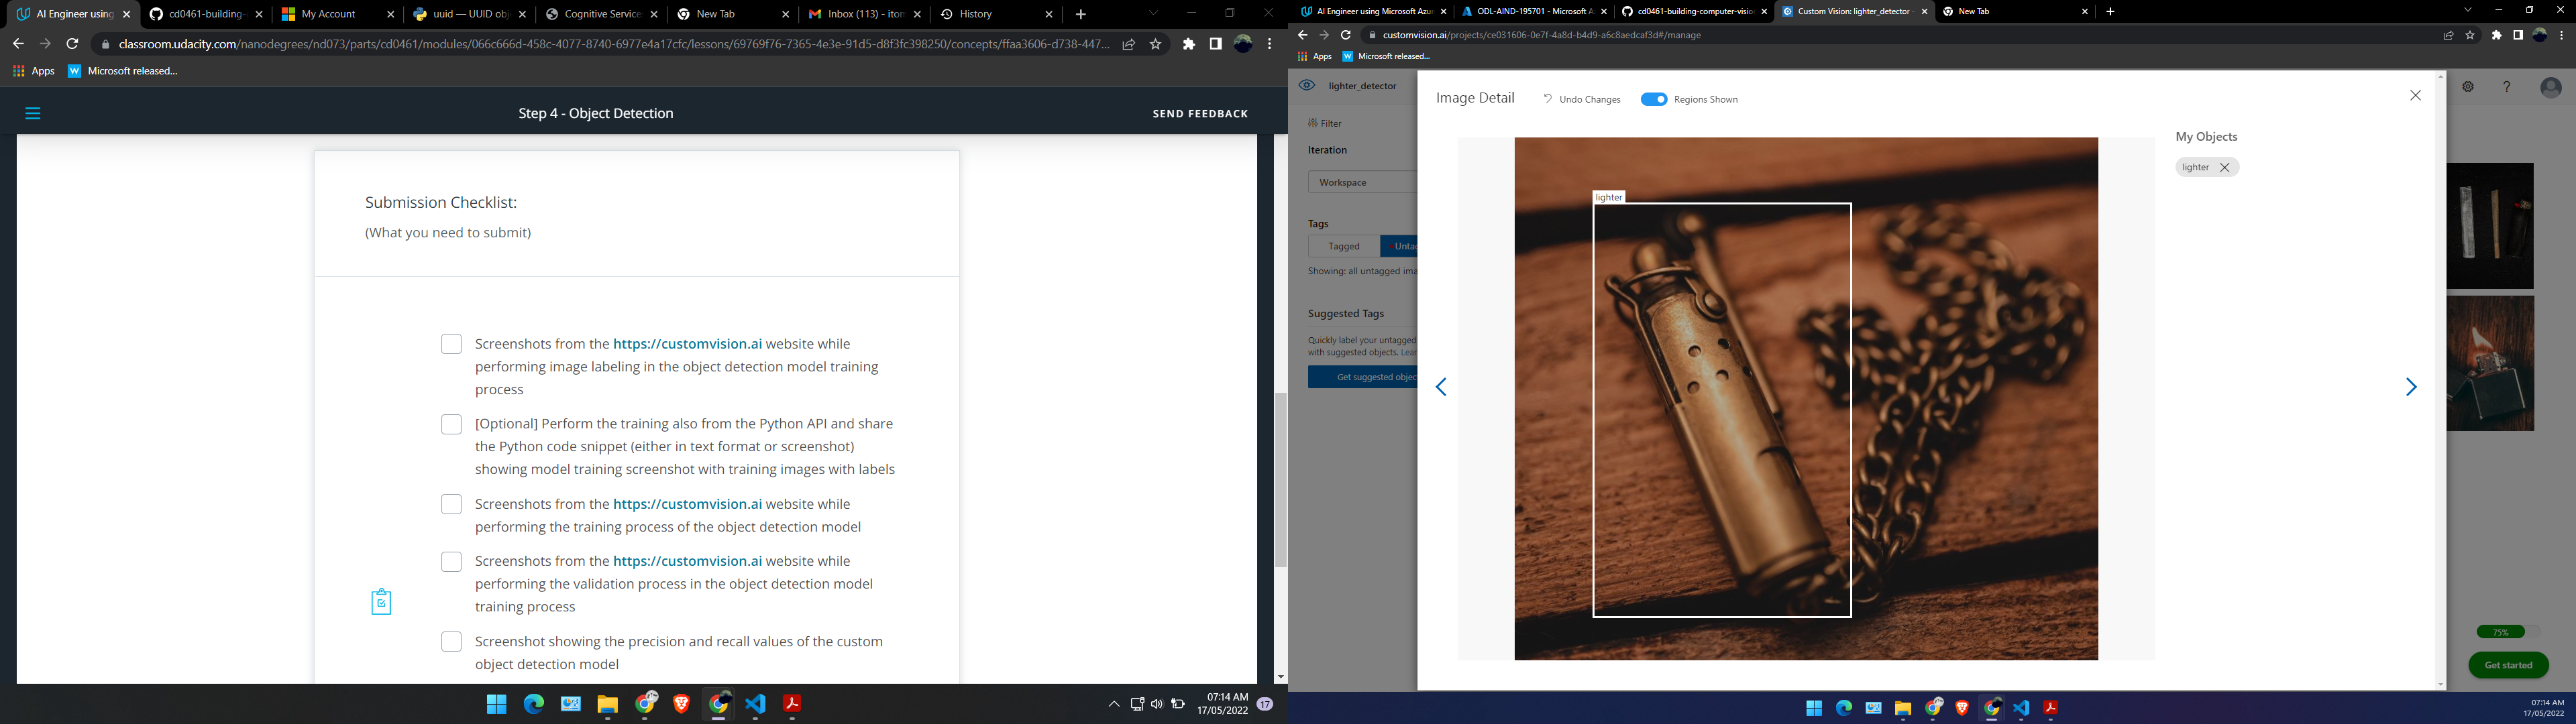 AI Engineer using
cd0461-building-
My Account
uuid — UUID obj
Cognitive Service
New Tab
Inbox (113) - itom
History
classroom.udacity.com/nanodegrees/nd073/parts/cd0461/modules/066c666d-458c-4077-8740-6977e4a17cfc/lessons/69769f76-7365-4e3e-91d5-d8f3fc398250/concepts/ffaa3606-d738-447...
Apps
Microsoft released...
Step 4 - Object Detection
SEND FEEDBACK
Submission Checklist:
(What you need to submit)
Screenshots from the https://customvision.ai website while
performing image labeling in the object detection model training
process
[Optional] Perform the training also from the Python API and share
the Python code snippet (either in text format or screenshot)
showing model training screenshot with training images with labels
Screenshots from the https://customvision.ai website while
performing the training process of the object detection model
Screenshots from the https://customvision.ai website while
performing the validation process in the object detection model
training process
Screenshot showing the precision and recall values of the custom
object detection model
07:14 AM
17/05/2022
17
AI Engineer using Microsoft Azur
ODL-AIND-195701 - Microsoft A
cd0461-building-computer-visio
Custom Vision: lighter_detector
New Tab
customvision.ai/projects/ce031606-0e7f-4a8d-b4d9-a6c8aedcaf3d#/manage
Apps
Microsoft released...
lighter_detector
Image Detail
Undo Changes
Regions Shown
Filter
Iteration
Workspace
Tags
Tagged
Untag
Showing: all untagged ima
Suggested Tags
Quickly label your untagged
with suggested objects. Lear
Get suggested objec
lighter
My Objects
lighter
75%
Get started
07:14 AM
17/05/2022